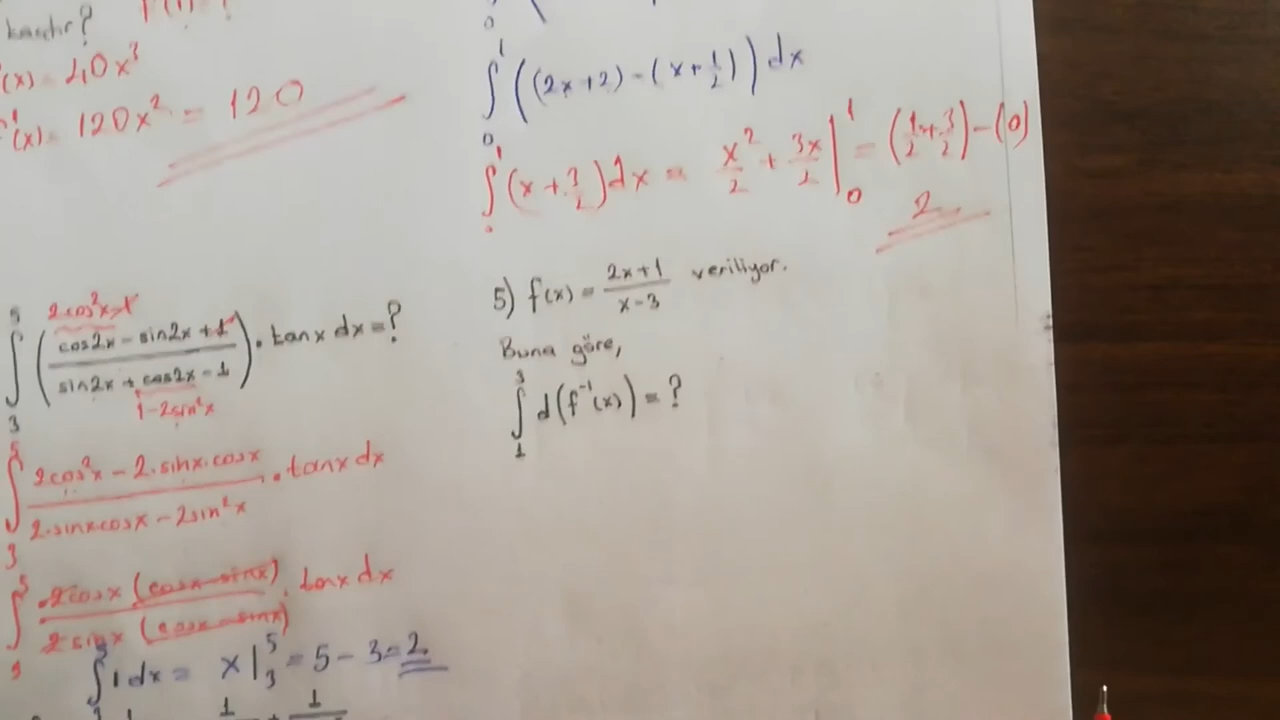 kaçtır?
(x) = 40x³
'(x) = 120x² = 120
∫₃⁵ ((cos2x - sin2x + 1)/(sin2x + cos2x - 1)) . tanx dx = ?
2cos²x-1
1-2sin²x
∫₃⁵ (2cos²x - 2.sinx.cosx)/(2.sinxcosx - 2sin²x) . tanx dx
∫₃⁵ (2cosx (cosx-sinx))/(2sinx (cosx-sinx)) . tanx dx
∫₃⁵ 1 dx = x|₃⁵ = 5 - 3 = 2
∫₀¹ ((2x+2) - (x+1/2)) dx
∫₀¹ (x + 3/2) dx = x²/2 + 3x/2 |₀¹ = (1/2 + 3/2) - (0)
2
5) f(x) = (2x+1)/(x-3) veriliyor.
Buna göre,
∫₁³ d(f⁻¹(x)) = ?